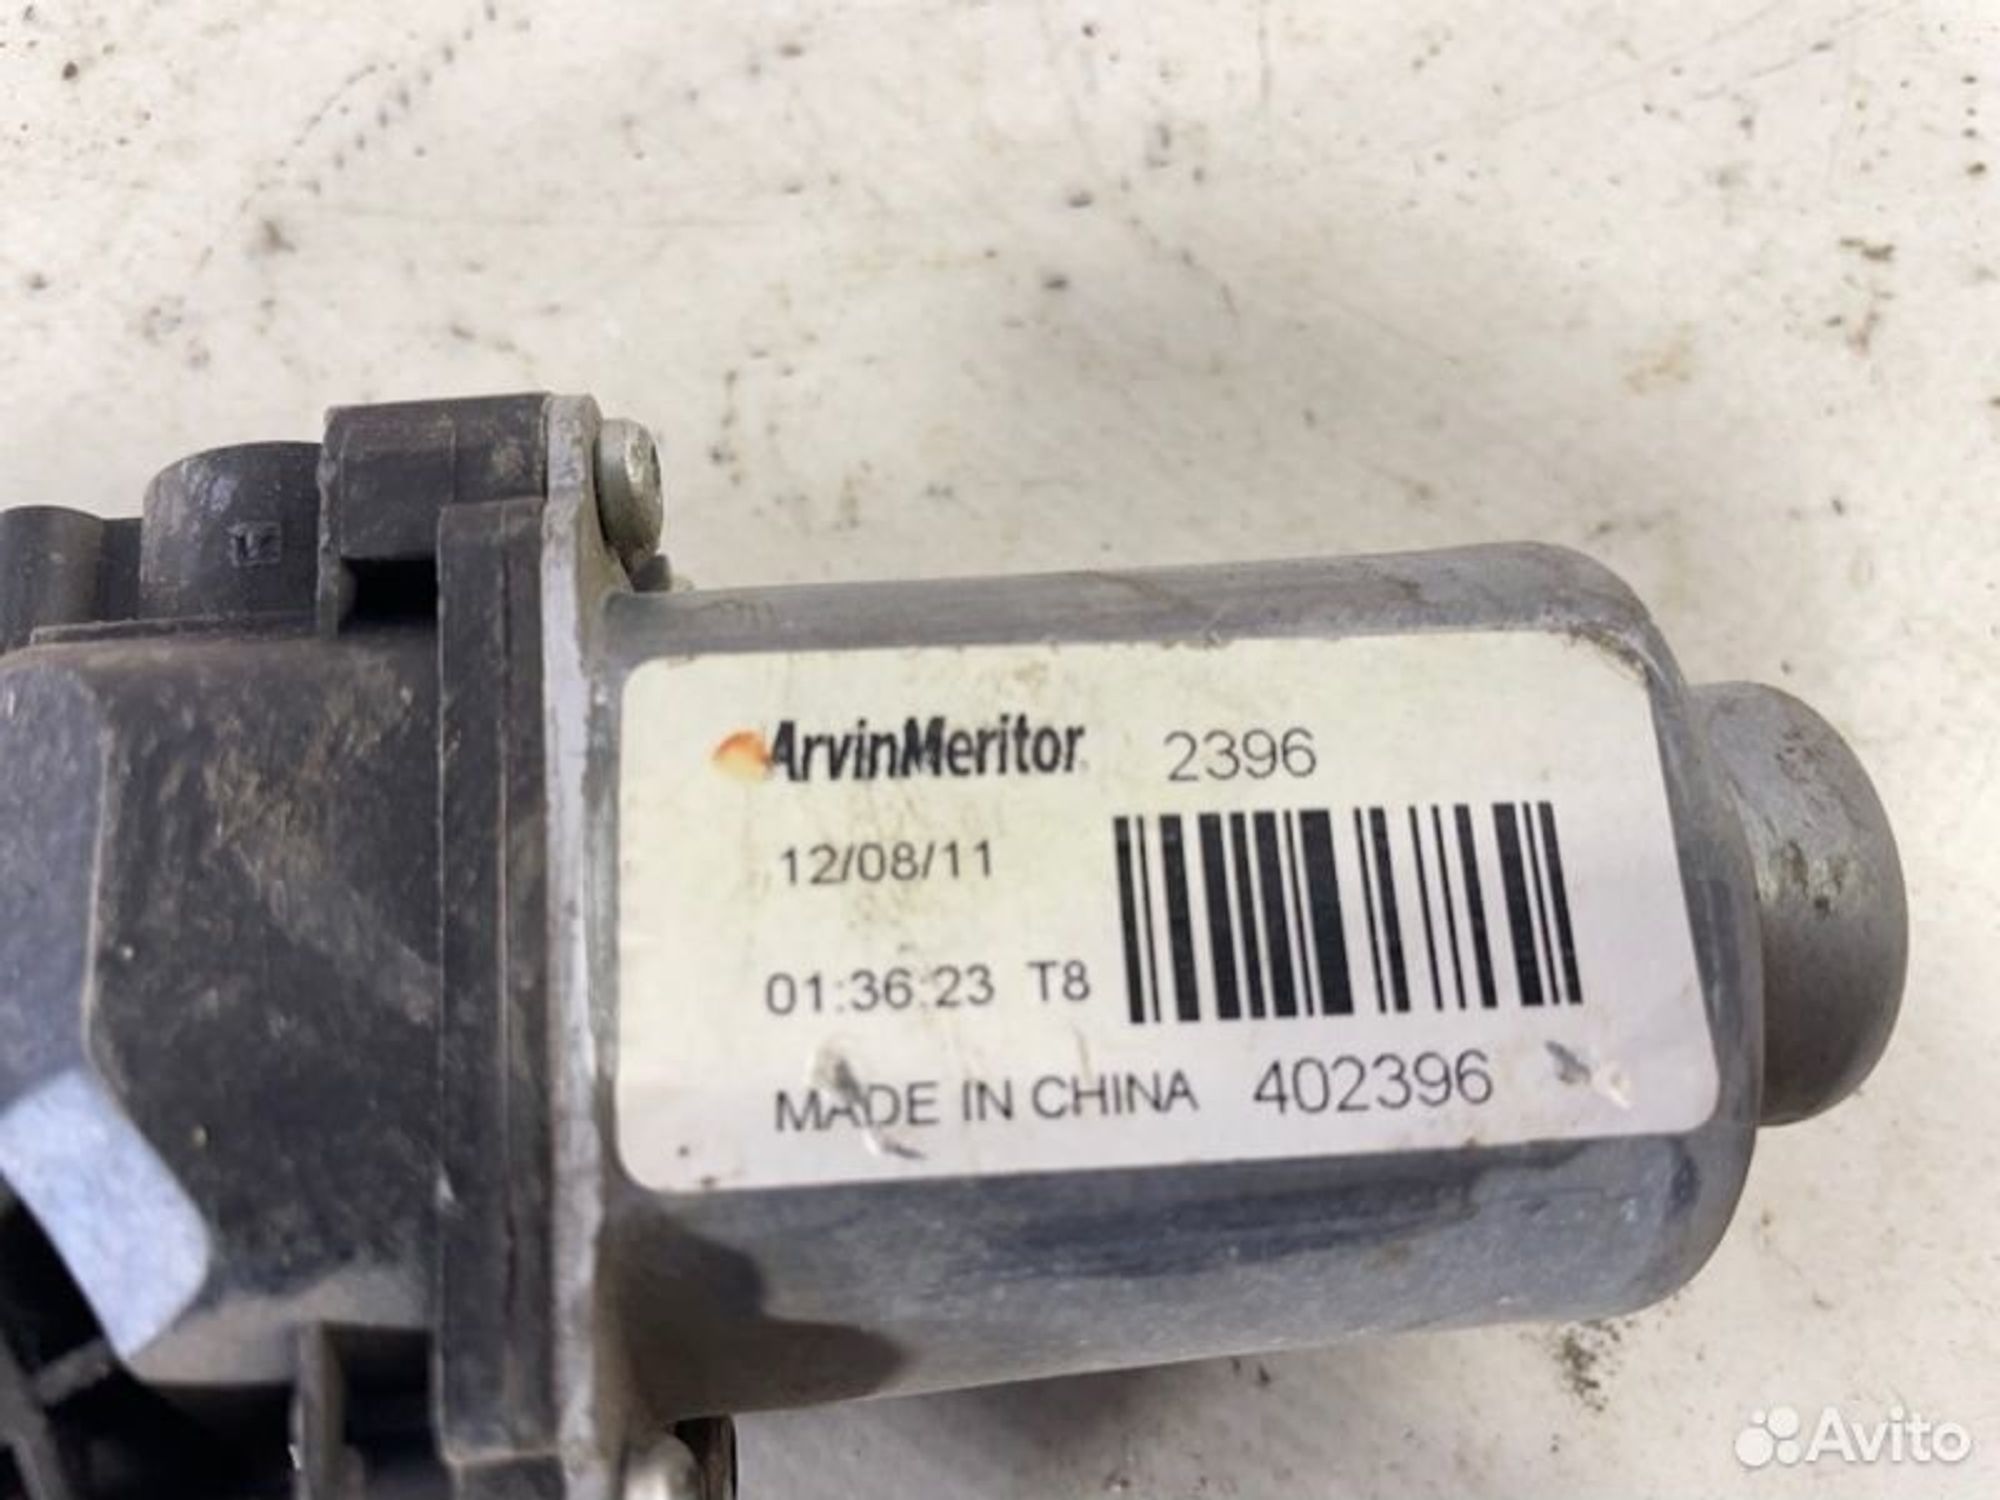 ArvinMeritor 2396
12/08/11
01:36:23 T8
MADE IN CHINA 402396
Avito